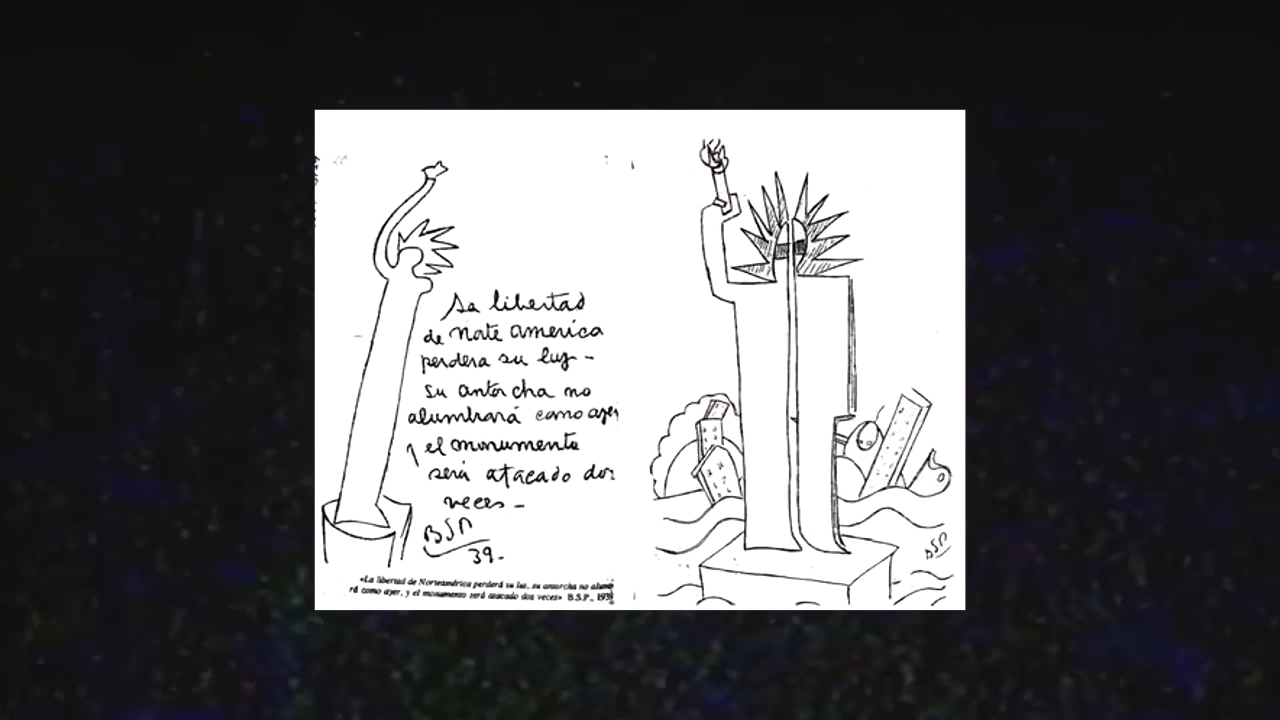 La libertad
de Norte america
perdera su luz -
su antorcha no
alumbrará como ayer
y el monumento
será atacado dos
veces -
BSP
39-
«La libertad de Norteamérica perderá su luz, su antorcha no alumb
rá como ayer, y el monumento será atacado dos veces» B.S.P., 1939
BSP